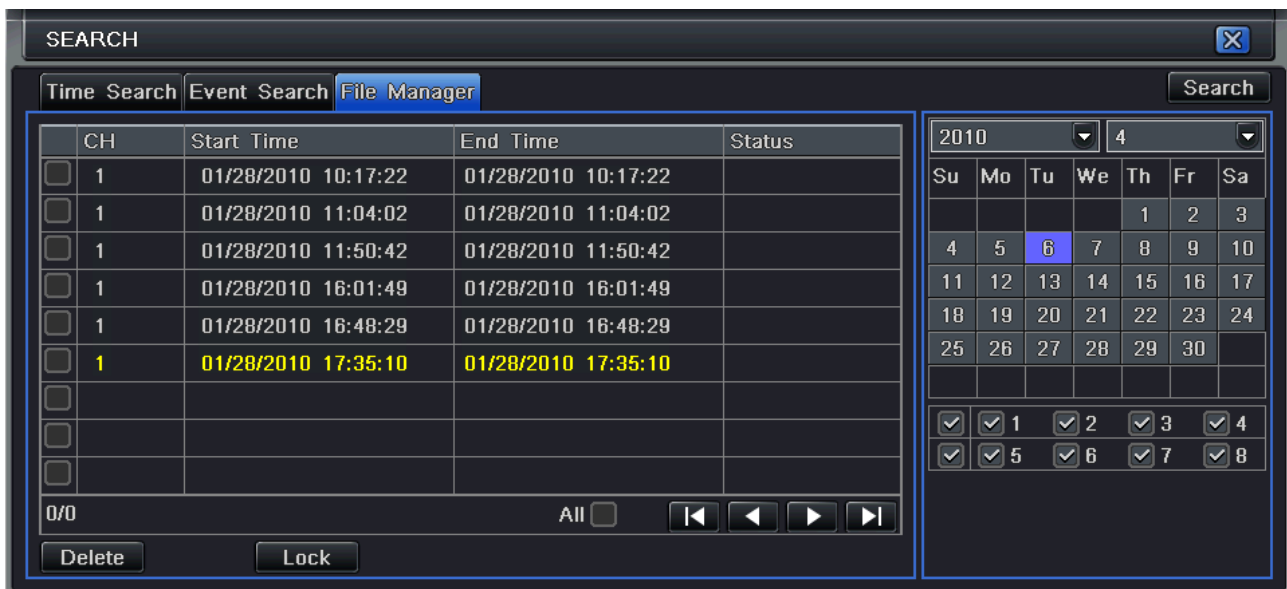 SEARCH
Time Search Event Search File Manager Search
CH Start Time End Time Status
1 01/28/2010 10:17:22 01/28/2010 10:17:22
1 01/28/2010 11:04:02 01/28/2010 11:04:02
1 01/28/2010 11:50:42 01/28/2010 11:50:42
1 01/28/2010 16:01:49 01/28/2010 16:01:49
1 01/28/2010 16:48:29 01/28/2010 16:48:29
1 01/28/2010 17:35:10 01/28/2010 17:35:10
0/0 All
Delete Lock
2010 4
Su Mo Tu We Th Fr Sa
1 2 3
4 5 6 7 8 9 10
11 12 13 14 15 16 17
18 19 20 21 22 23 24
25 26 27 28 29 30
1 2 3 4
5 6 7 8